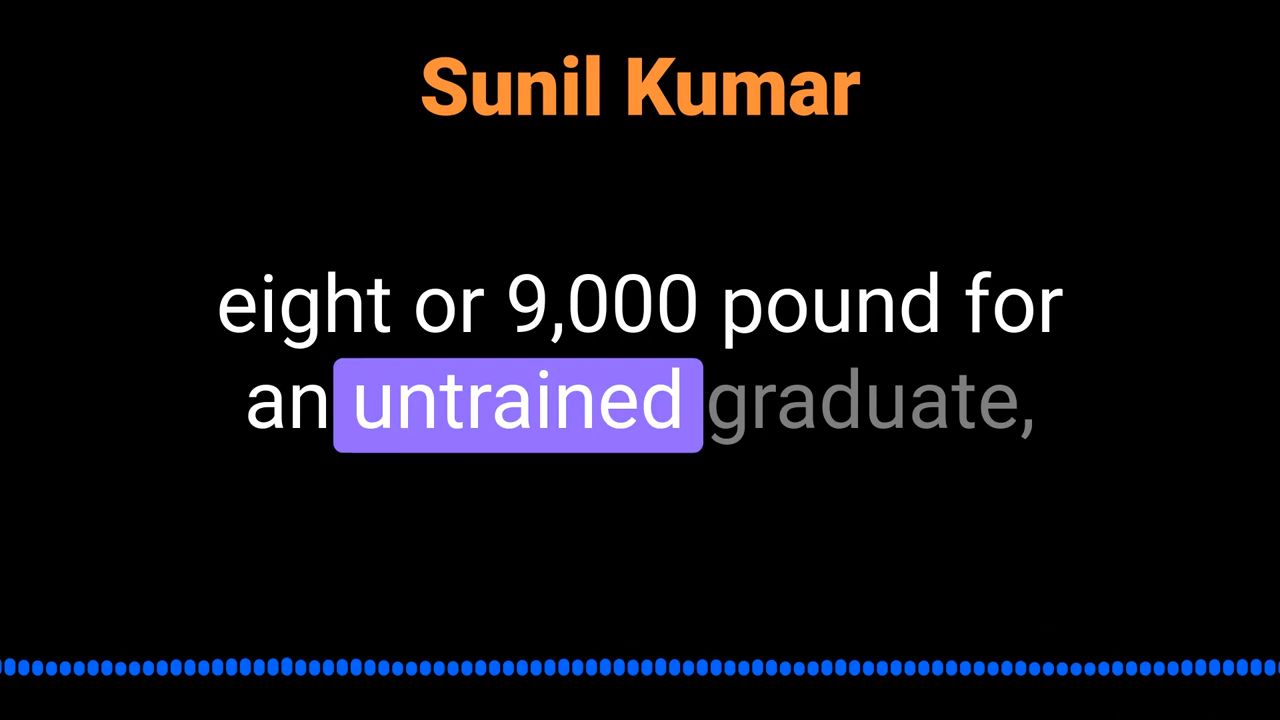 Sunil Kumar
eight or 9,000 pound for
an untrained graduate,